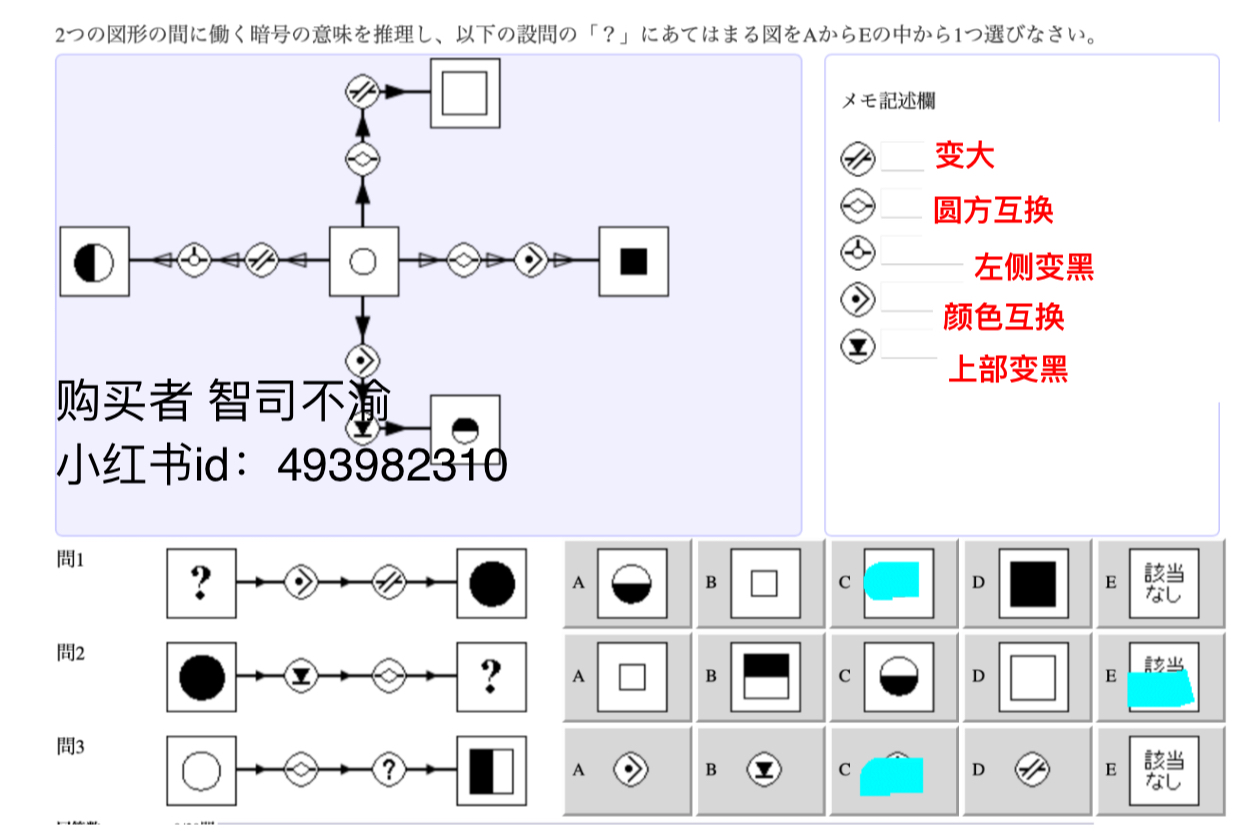 2つの図形の間に働く暗号の意味を推理し、以下の設問の「？」にあてはまる図をAからEの中から1つ選びなさい。
メモ記述欄
变大
圆方互换
左侧变黑
颜色互换
上部变黑
购买者 智司不渝
小红书id：493982310
問1
?
A
B
C
D
E
該当
なし
問2
?
A
B
C
D
E
該当
問3
?
A
B
C
D
E
該当
なし